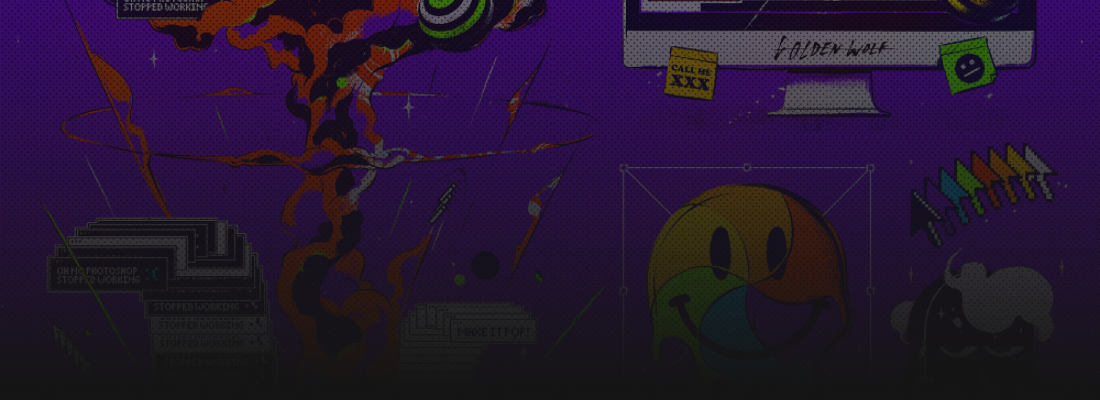 STOPPED WORKING
GOLDEN WOLF
CALL ME
XXX
OH NO PHOTOSHOP
STOPPED WORKING :(
STOPPED WORKING :(
STOPPED WORKING :(
STOPPED WORKING :(
MAKE IT POP!